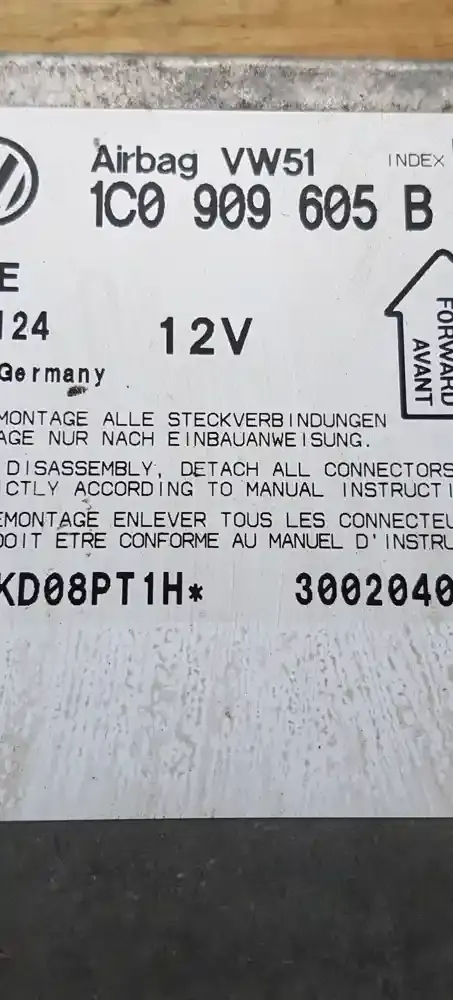 Airbag VW51 INDEX
1C0 909 605 B
E
124 12V
FORWARD
AVANT
Germany
MONTAGE ALLE STECKVERBINDUNGEN
AGE NUR NACH EINBAUANWEISUNG.
DISASSEMBLY, DETACH ALL CONNECTORS
ICTLY ACCORDING TO MANUAL INSTRUCTI
EMONTAGE ENLEVER TOUS LES CONNECTEU
DOIT ETRE CONFORME AU MANUEL D'INSTRU
KD08PT1H* 3002040